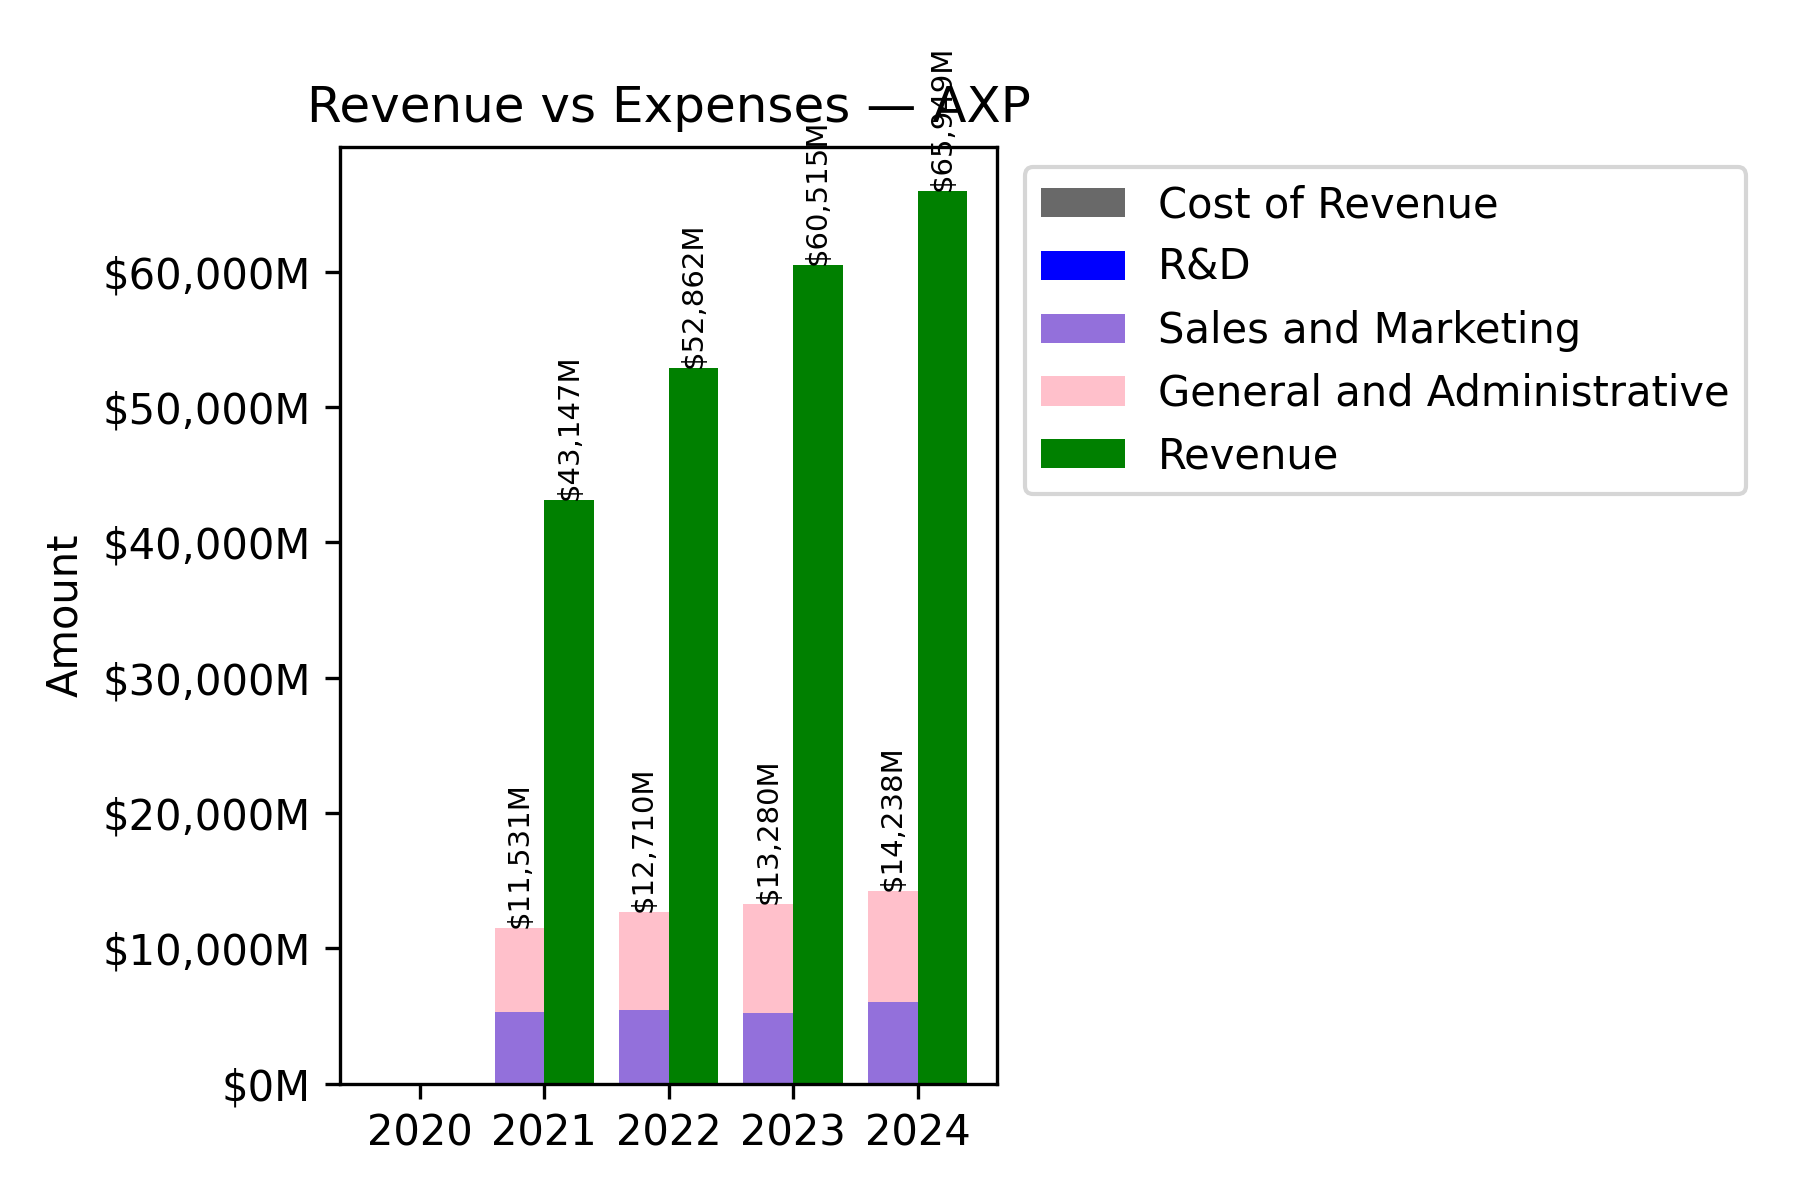 Revenue vs Expenses — AXP
Amount
$60,000M
$50,000M
$40,000M
$30,000M
$20,000M
$10,000M
$0M
$11,531M
$43,147M
$12,710M
$52,862M
$13,280M
$60,515M
$14,238M
$65,949M
2020 2021 2022 2023 2024
Cost of Revenue
R&D
Sales and Marketing
General and Administrative
Revenue